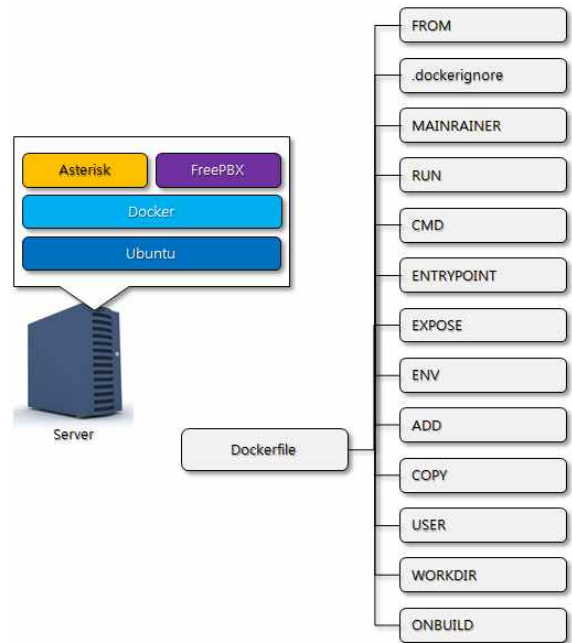 Asterisk
FreePBX
Docker
Ubuntu
Server
Dockerfile
FROM
.dockerignore
MAINRAINER
RUN
CMD
ENTRYPOINT
EXPOSE
ENV
ADD
COPY
USER
WORKDIR
ONBUILD